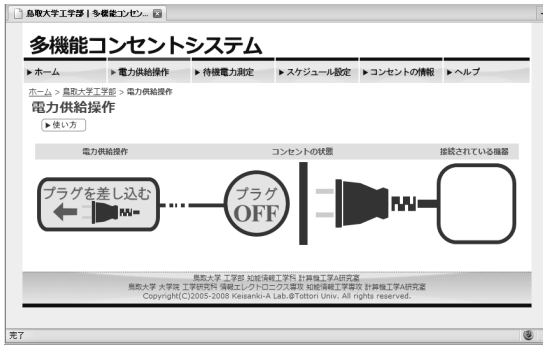 鳥取大学工学部 | 多機能コンセン...
多機能コンセントシステム
▶ホーム ▶電力供給操作 ▶待機電力測定 ▶スケジュール設定 ▶コンセントの情報 ▶ヘルプ
ホーム > 鳥取大学工学部 > 電力供給操作
電力供給操作
▶使い方
電力供給操作 コンセントの状態 接続されている機器
プラグを差し込む
プラグ
OFF
鳥取大学 工学部 知能情報工学科 計算機工学A研究室
鳥取大学 大学院 工学研究科 情報エレクトロニクス専攻 知能情報工学専攻 計算機工学A研究室
Copyright(C)2005-2008 Keisanki-A Lab.@Tottori Univ. All rights reserved.
完了